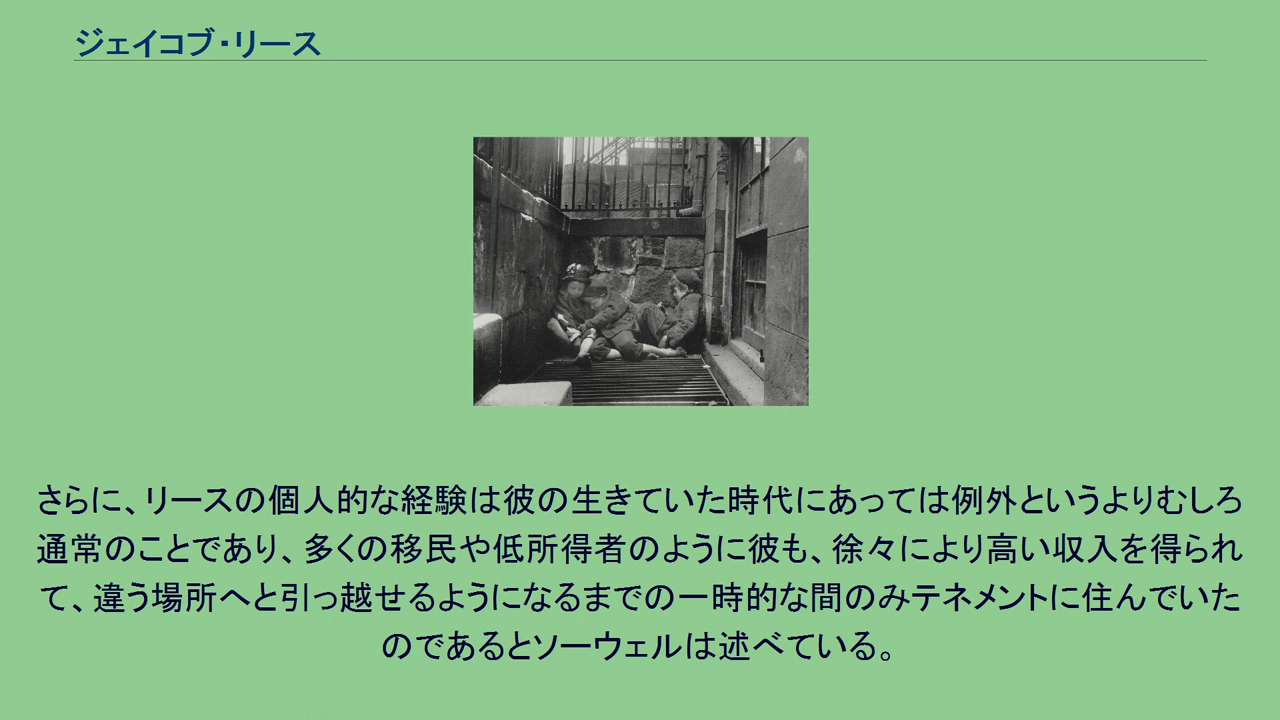 ジェイコブ・リース
さらに、リースの個人的な経験は彼の生きていた時代にあっては例外というよりむしろ
通常のことであり、多くの移民や低所得者のように彼も、徐々により高い収入を得られ
て、違う場所へと引っ越せるようになるまでの一時的な間のみテネメントに住んでいた
のであるとソーウェルは述べている。